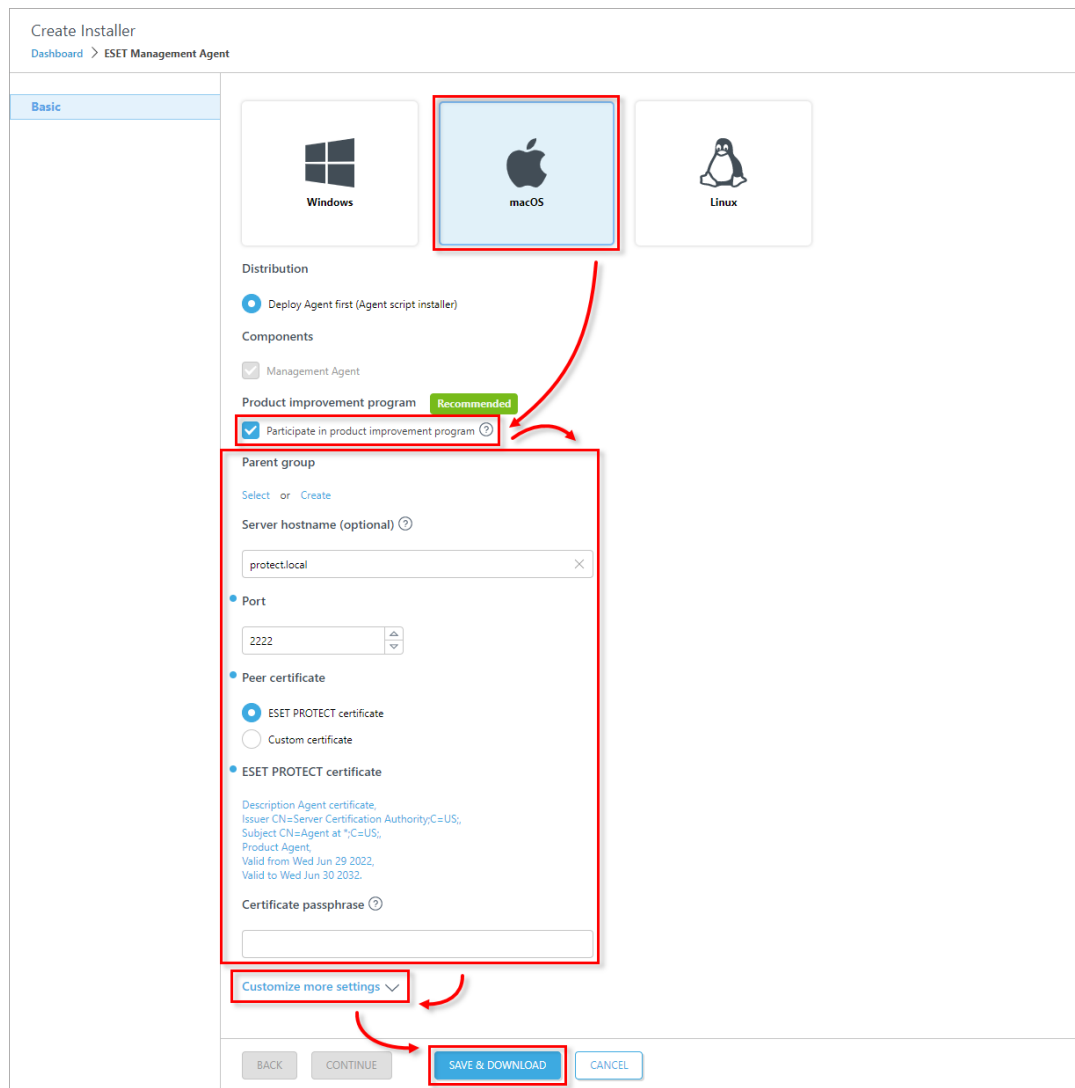 Create Installer
Dashboard > ESET Management Agent
Basic
Windows
macOS
Linux
Distribution
Deploy Agent first (Agent script installer)
Components
Management Agent
Product improvement program Recommended
Participate in product improvement program ?
Parent group
Select or Create
Server hostname (optional) ?
protect.local
Port
2222
Peer certificate
ESET PROTECT certificate
Custom certificate
ESET PROTECT certificate
Description Agent certificate,
Issuer CN=Server Certification Authority;C=US;,
Subject CN=Agent at *;C=US;,
Product Agent,
Valid from Wed Jun 29 2022,
Valid to Wed Jun 30 2032.
Certificate passphrase ?
Customize more settings
BACK CONTINUE SAVE & DOWNLOAD CANCEL